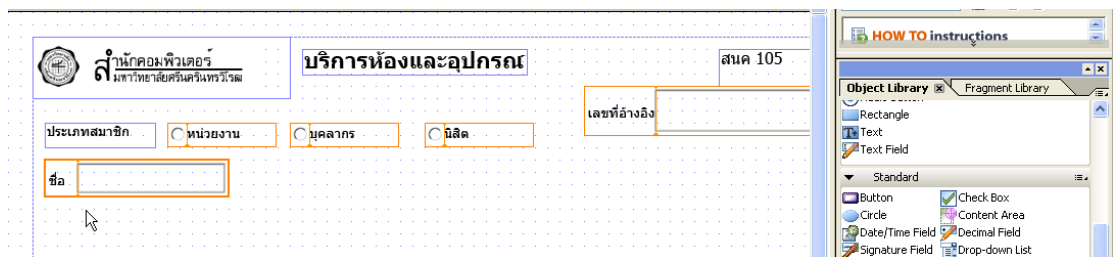 HOW TO instructions
สำนักคอมพิวเตอร์
มหาวิทยาลัยศรีนครินทรวิโรฒ
บริการห้องและอุปกรณ์
สนค 105
เลขที่อ้างอิง
ประเภทสมาชิก
หน่วยงาน
บุคลากร
นิสิต
ชื่อ
Object Library
Fragment Library
Rectangle
Text
Text Field
Standard
Button
Check Box
Circle
Content Area
Date/Time Field
Decimal Field
Signature Field
Drop-down List